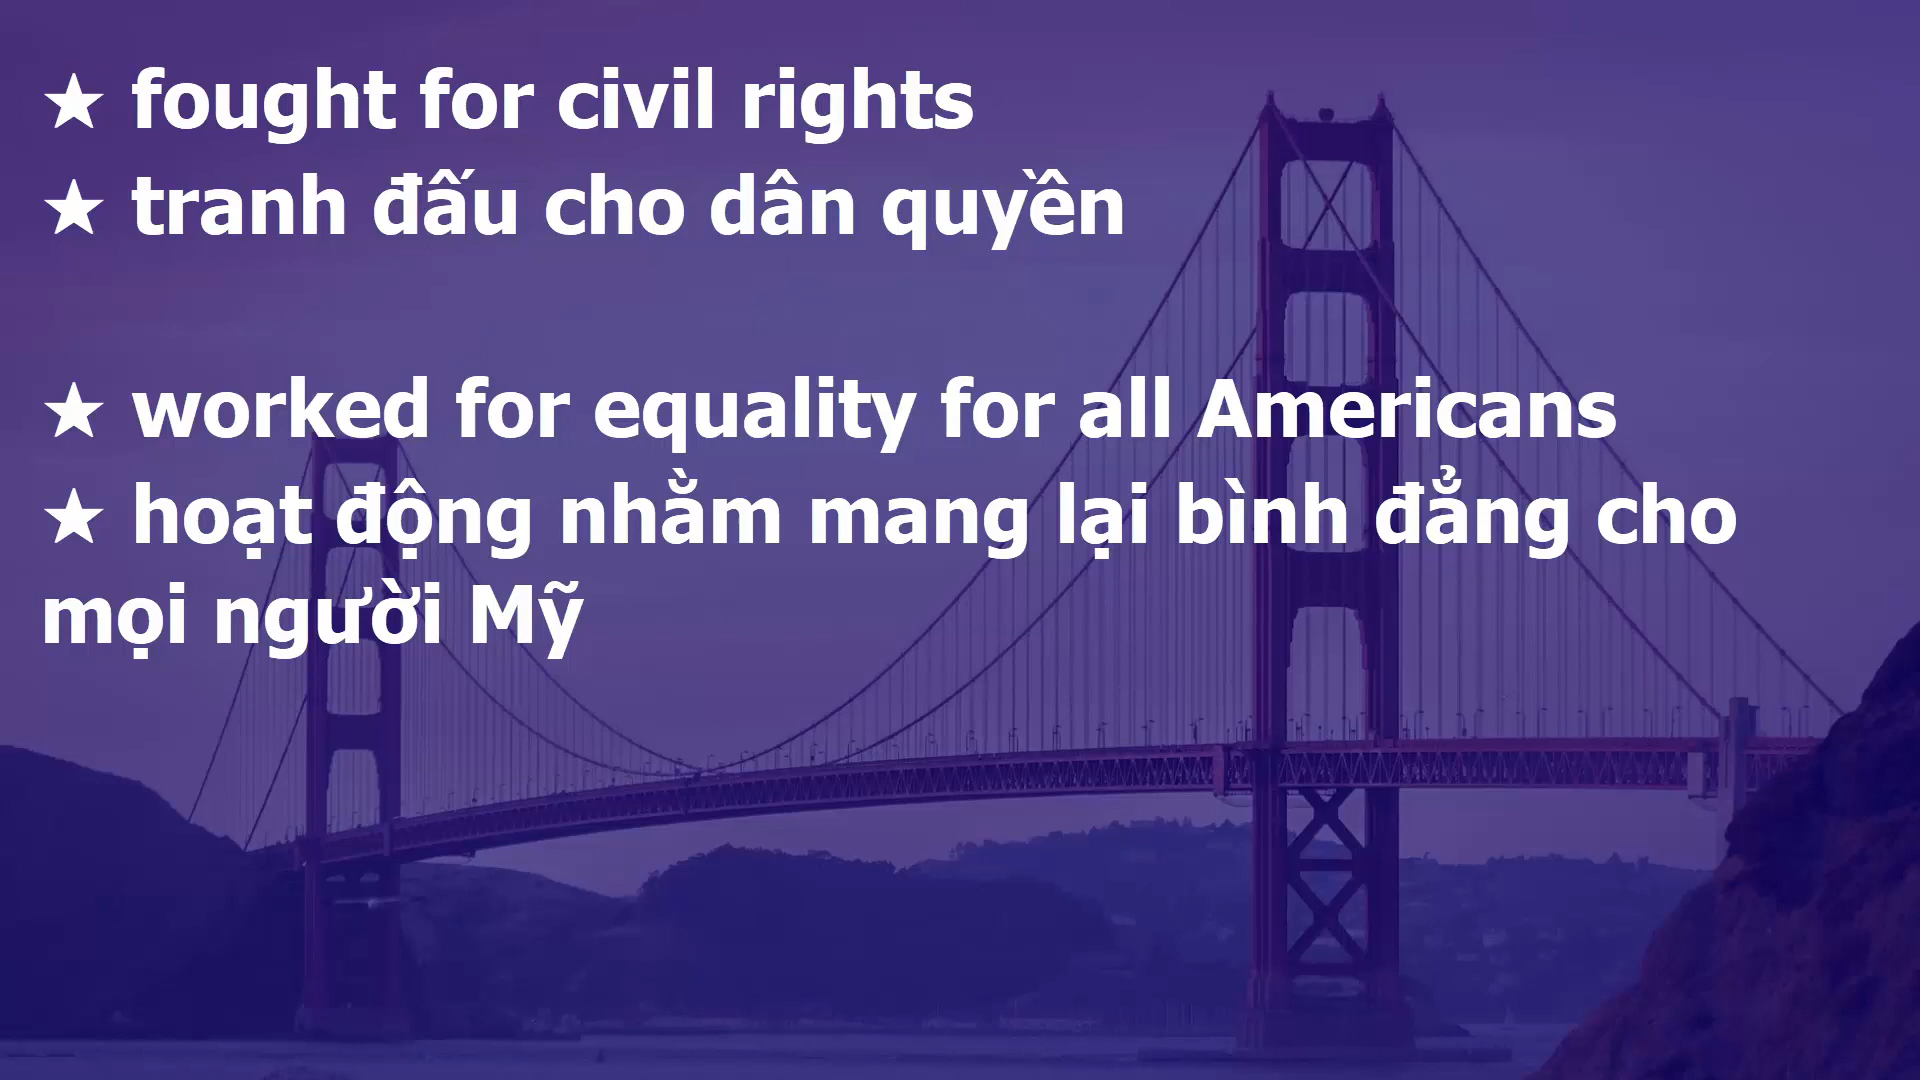 ★ fought for civil rights
★ tranh đấu cho dân quyền
★ worked for equality for all Americans
★ hoạt động nhằm mang lại bình đẳng cho
mọi người Mỹ